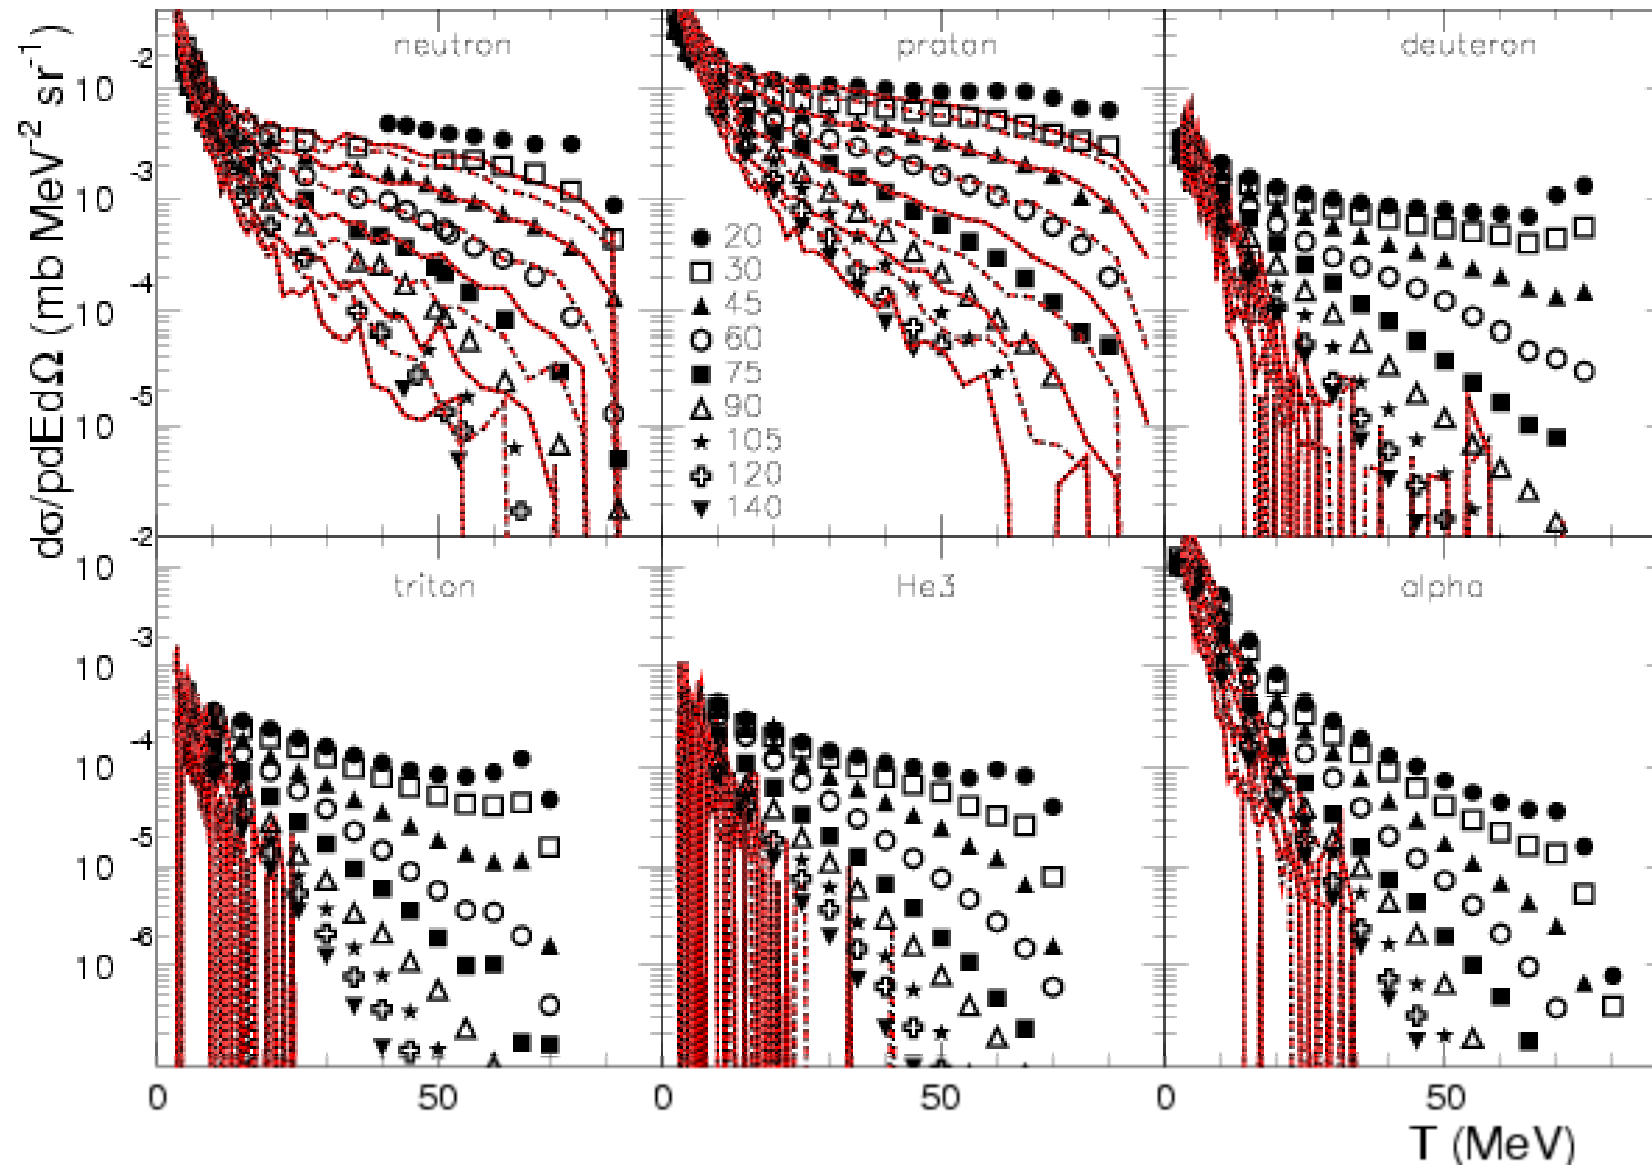 dσ/pdEdΩ (mb MeV-2 sr-1)
neutron
proton
deuteron
10-2
10-3
10-4
10-5
20
30
45
60
75
90
105
120
140
triton
He3
alpha
10-2
10-3
10-4
10-5
10-6
0 50 0 50 0 50
T (MeV)